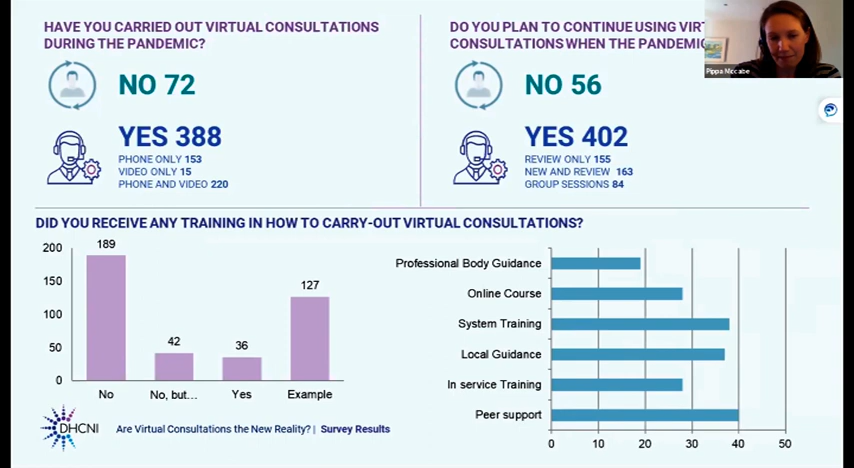 HAVE YOU CARRIED OUT VIRTUAL CONSULTATIONS
DURING THE PANDEMIC?
NO 72
YES 388
PHONE ONLY 153
VIDEO ONLY 15
PHONE AND VIDEO 220
DO YOU PLAN TO CONTINUE USING
CONSULTATIONS WHEN THE
NO 56
YES 402
REVIEW ONLY 155
NEW AND REVIEW 163
GROUP SESSIONS 84
Pippa Mccabe
DID YOU RECEIVE ANY TRAINING IN HOW TO CARRY-OUT VIRTUAL CONSULTATIONS?
200
150
100
50
0
189
42
36
127
No
No, but...
Yes
Example
Professional Body Guidance
Online Course
System Training
Local Guidance
In service Training
Peer support
0 10 20 30 40 50
DHCNI
Are Virtual Consultations the New Reality? | Survey Results